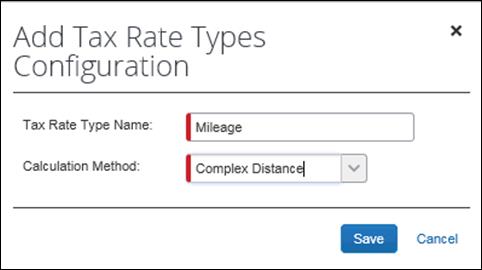 Add Tax Rate Types
Configuration
×
Tax Rate Type Name: Mileage
Calculation Method: Complex Distance
Save Cancel